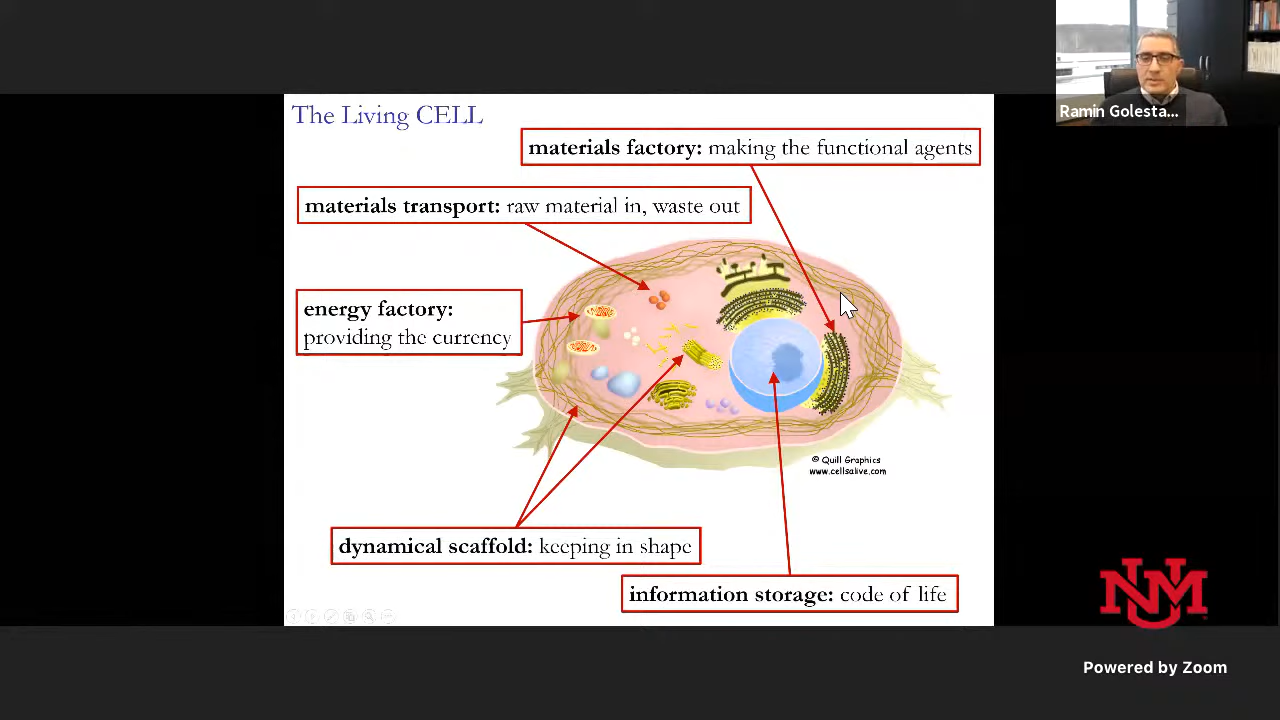 Ramin Golesta...
The Living CELL
materials factory: making the functional agents
materials transport: raw material in, waste out
energy factory:
providing the currency
© Quill Graphics
www.cellsalive.com
dynamical scaffold: keeping in shape
information storage: code of life
UNM
Powered by Zoom